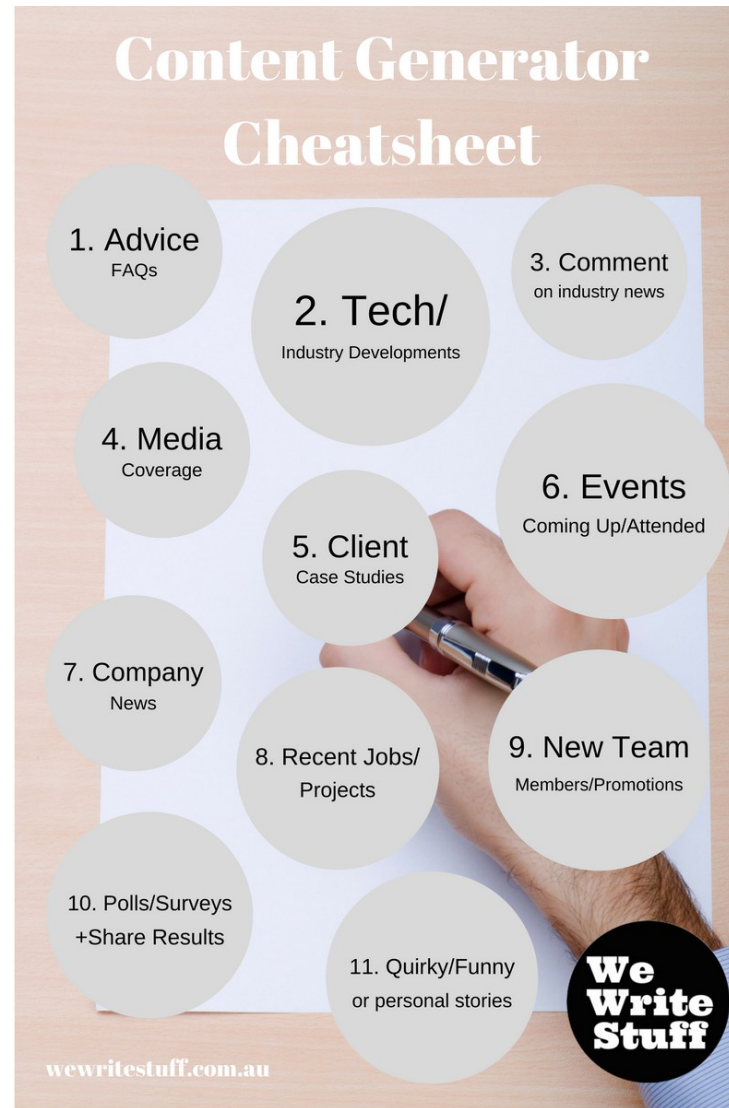 Content Generator
Cheatsheet
1. Advice
FAQs
2. Tech/
Industry Developments
3. Comment
on industry news
4. Media
Coverage
5. Client
Case Studies
6. Events
Coming Up/Attended
7. Company
News
8. Recent Jobs/
Projects
9. New Team
Members/Promotions
10. Polls/Surveys
+Share Results
11. Quirky/Funny
or personal stories
We
Write
Stuff
wewritestuff.com.au